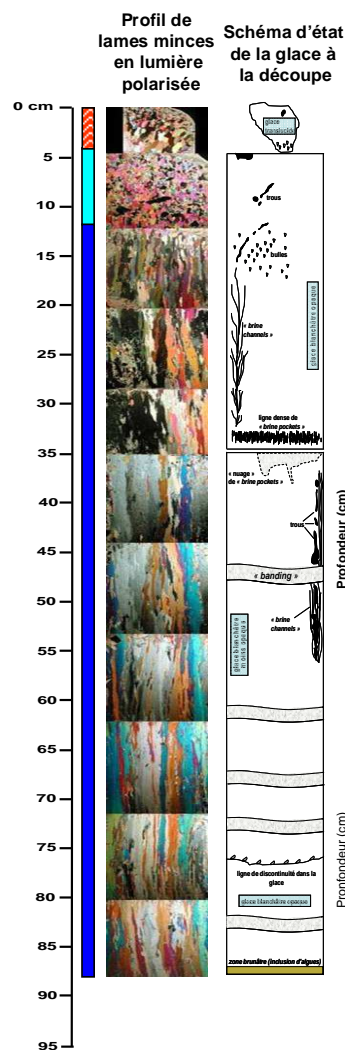 Profil de
lames minces
en lumière
polarisée
Schéma d'état
de la glace à
la découpe
0 cm
5
10
15
20
25
30
35
40
45
50
55
60
65
70
75
80
85
90
95
glace
translucide
trous
bulles
glace blanchâtre opaque
« brine
channels »
ligne dense de
« brine pockets »
« nuage »
de « brine pockets »
trous
Profondeur (cm)
« banding »
« brine
channels »
glace blanchâtre
moins opaque
ligne de discontinuité dans la
glace
Pronfondeur (cm)
glace blanchâtre opaque
zone brunâtre (inclusion d'algues)